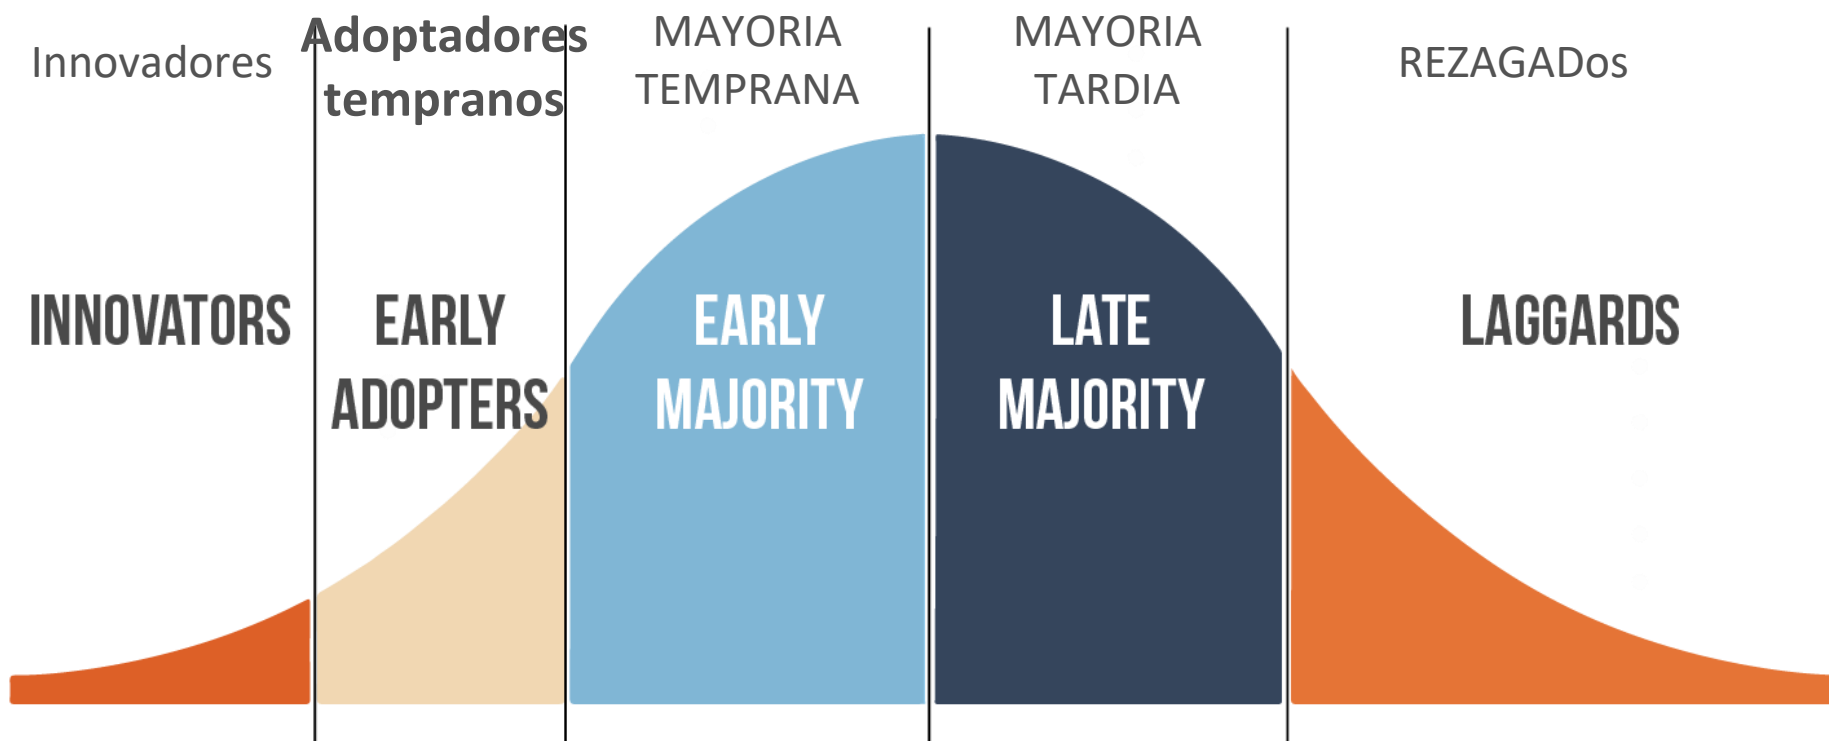 Innovadores
Adoptadores
tempranos
MAYORIA
TEMPRANA
MAYORIA
TARDIA
REZAGADos
INNOVATORS
EARLY
ADOPTERS
EARLY
MAJORITY
LATE
MAJORITY
LAGGARDS